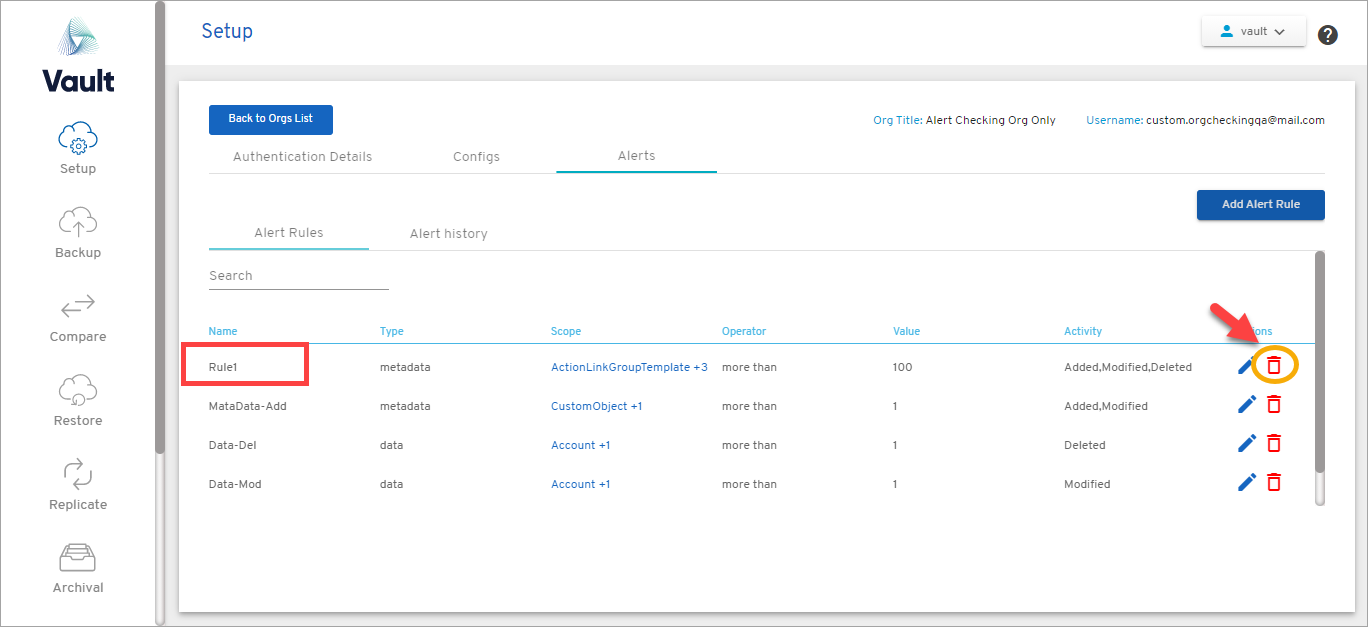 Vault
Setup
Backup
Compare
Restore
Replicate
Archival
Setup
vault
?
Back to Orgs List
Org Title: Alert Checking Org Only
Username: custom.orgcheckingqa@mail.com
Authentication Details Configs Alerts
Add Alert Rule
Alert Rules Alert history
Search
Name Type Scope Operator Value Activity
Rule1 metadata ActionLinkGroupTemplate +3 more than 100 Added,Modified,Deleted
MataData-Add metadata CustomObject +1 more than 1 Added,Modified
Data-Del data Account +1 more than 1 Deleted
Data-Mod data Account +1 more than 1 Modified